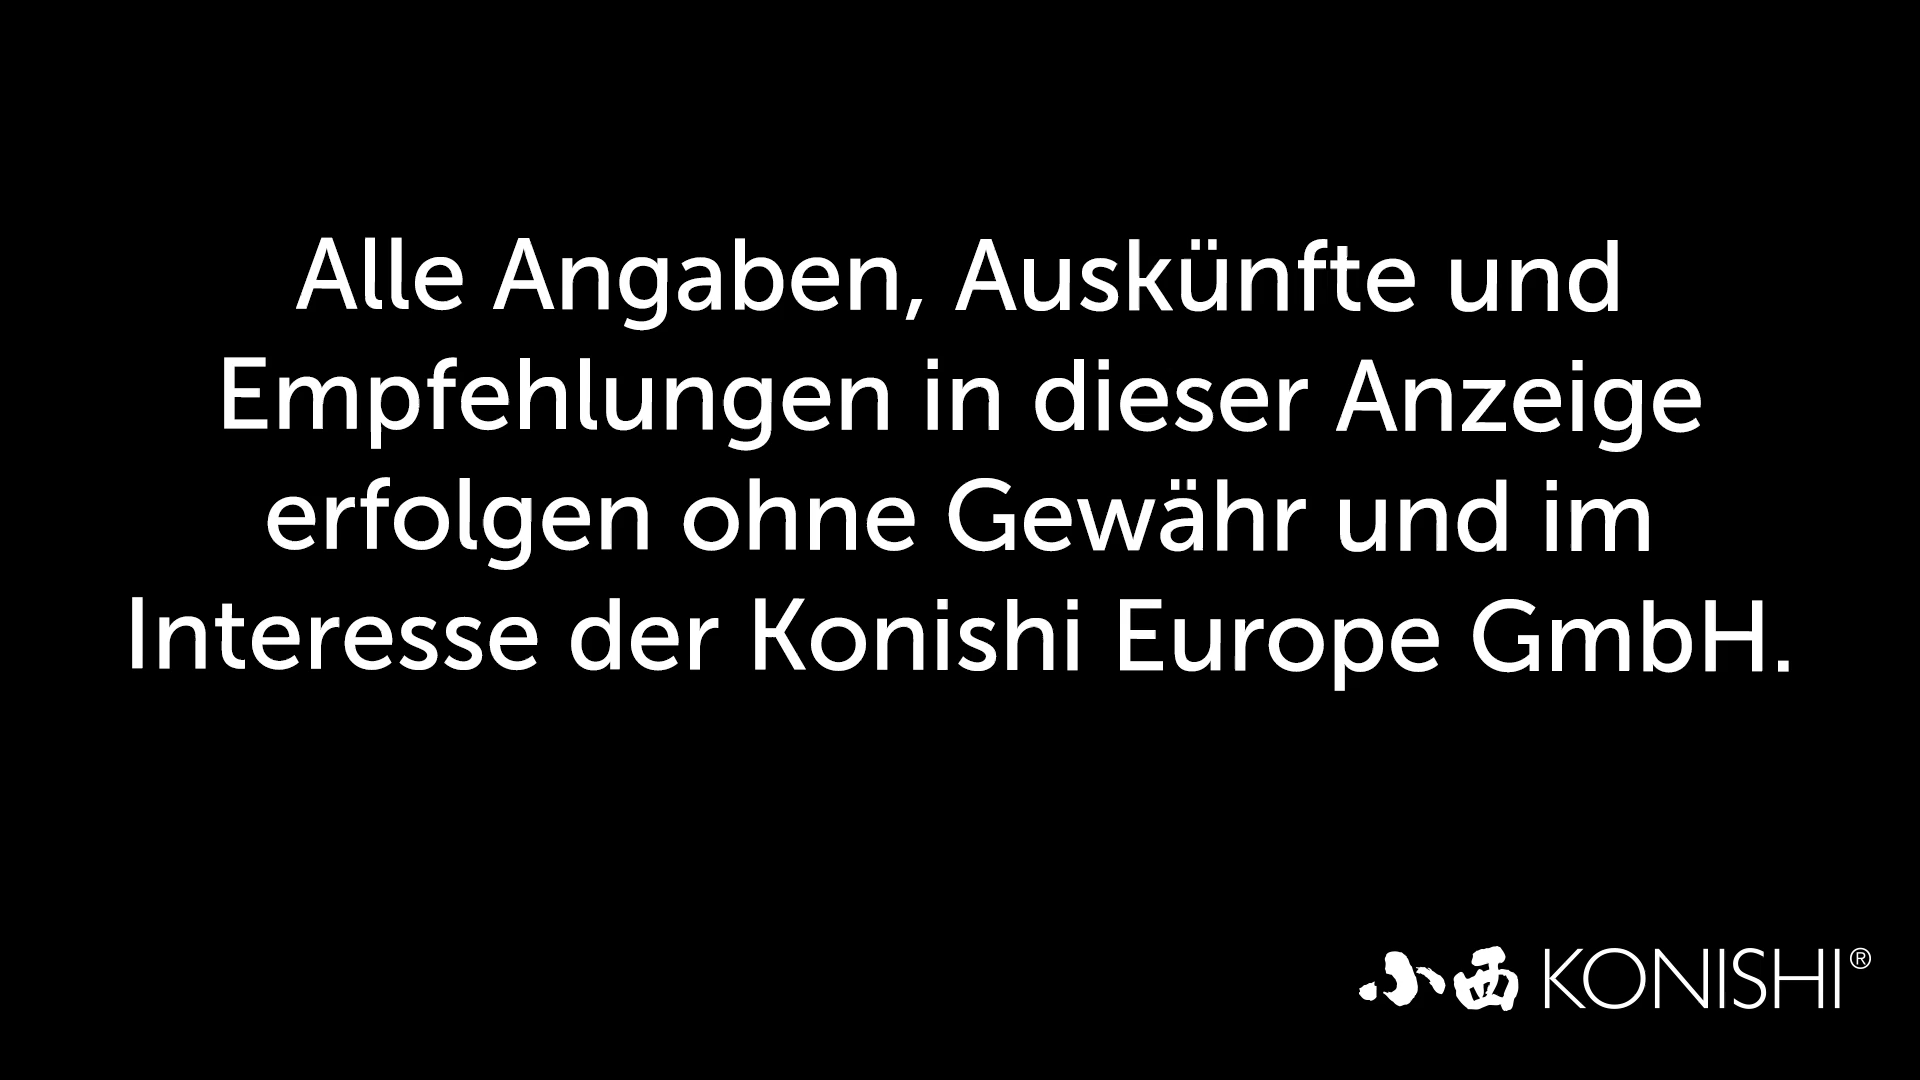 Alle Angaben, Auskünfte und
Empfehlungen in dieser Anzeige
erfolgen ohne Gewähr und im
Interesse der Konishi Europe GmbH.
小西 KONISHI®